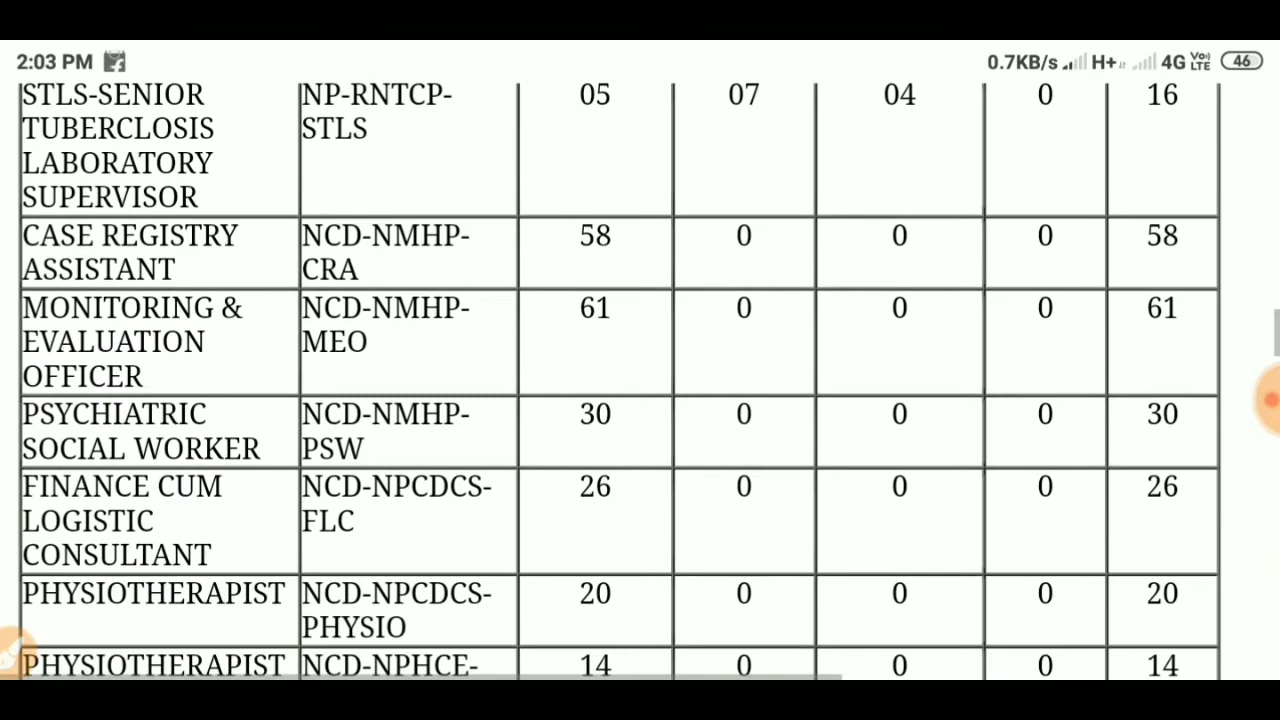 2:03 PM 0.7KB/s H+ 4G Vo) LTE 46
STLS-SENIOR NP-RNTCP- 05 07 04 0 16
TUBERCLOSIS STLS
LABORATORY
SUPERVISOR
CASE REGISTRY NCD-NMHP- 58 0 0 0 58
ASSISTANT CRA
MONITORING & NCD-NMHP- 61 0 0 0 61
EVALUATION MEO
OFFICER
PSYCHIATRIC NCD-NMHP- 30 0 0 0 30
SOCIAL WORKER PSW
FINANCE CUM NCD-NPCDCS- 26 0 0 0 26
LOGISTIC FLC
CONSULTANT
PHYSIOTHERAPIST NCD-NPCDCS- 20 0 0 0 20
PHYSIO
PHYSIOTHERAPIST NCD-NPHCE- 14 0 0 0 14